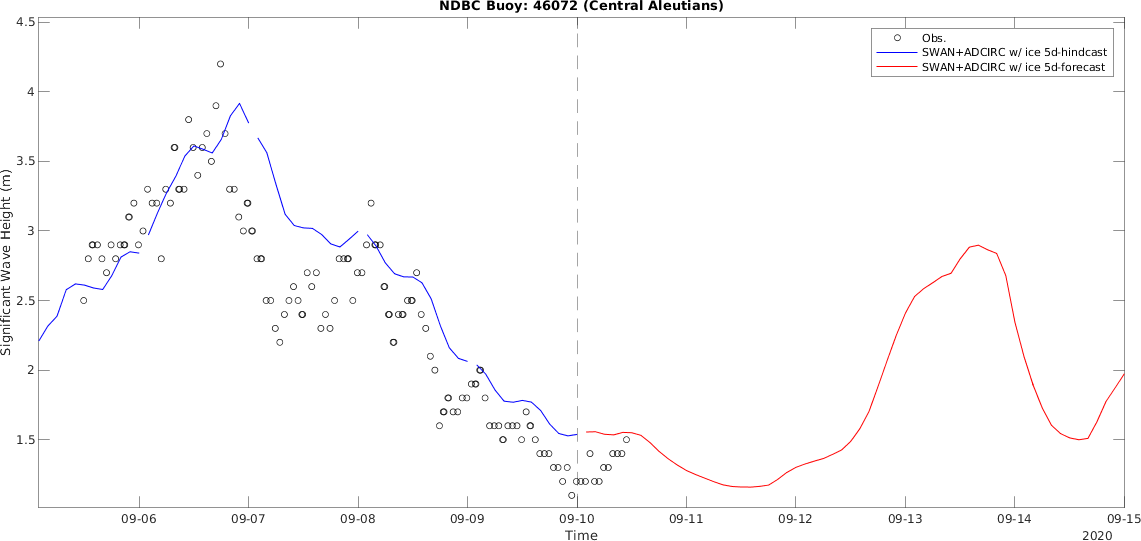 NDBC Buoy: 46072 (Central Aleutians)
Obs.
SWAN+ADCIRC w/ ice 5d-hindcast
SWAN+ADCIRC w/ ice 5d-forecast
Significant Wave Height (m)
4.5
4
3.5
3
2.5
2
1.5
09-06 09-07 09-08 09-09 09-10 09-11 09-12 09-13 09-14 09-15
Time
2020